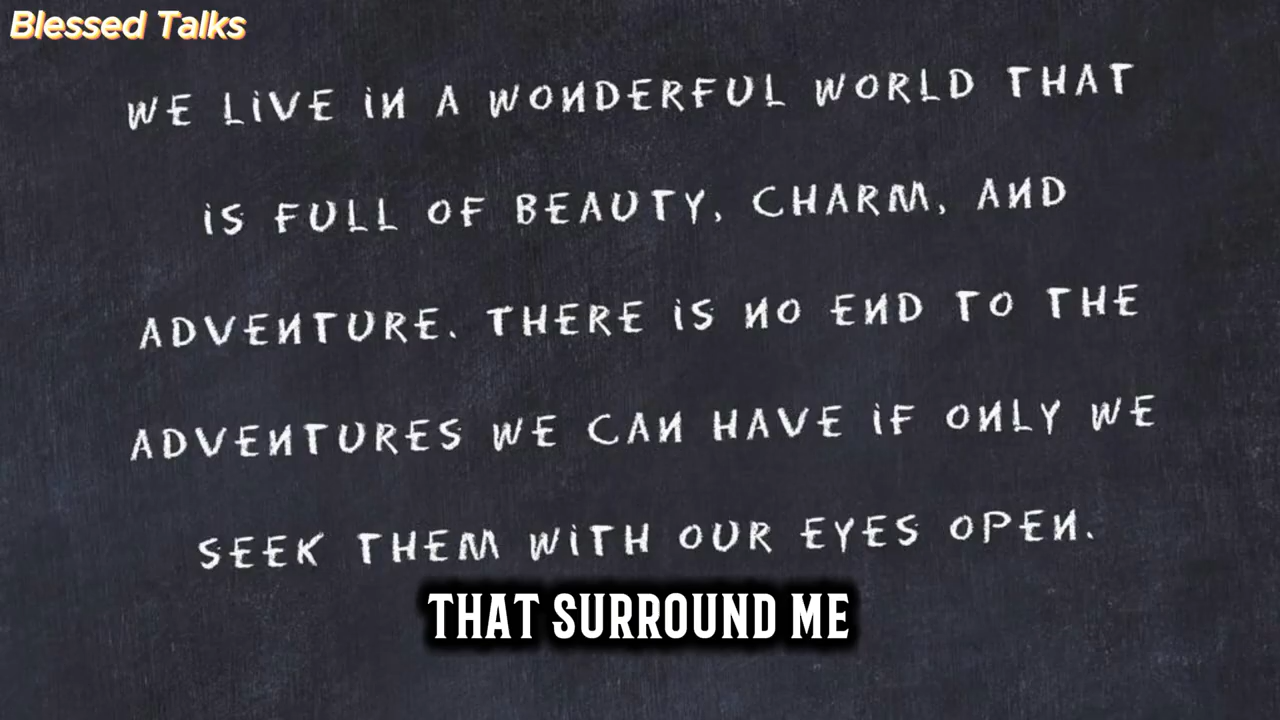 Blessed Talks
WE LiVE iN A WONDERFUL WORLD THAT
iS FULL OF BEAUTY, CHARM, AND
ADVENTURE. THERE iS NO END TO THE
ADVENTURES WE CAN HAVE iF ONLY WE
SEEK THEM WiTH OUR EYES OPEN.
THAT SURROUND ME